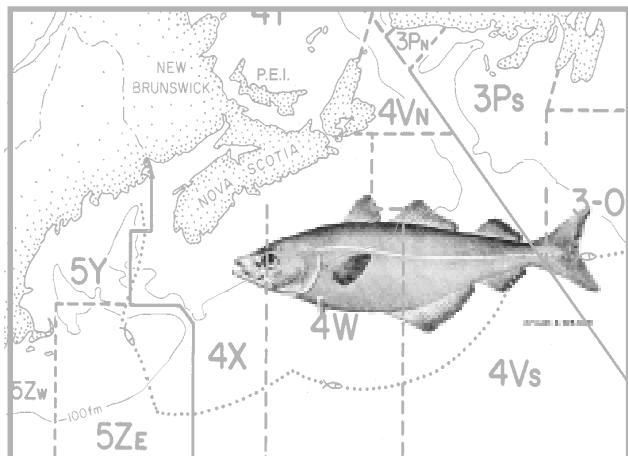 4T
3PN
NEW
BRUNSWICK
P.E.I.
4VN
3Ps
NOVA SCOTIA
3-O
5Y
4W
4X
4Vs
5Zw
100fm
5ZE